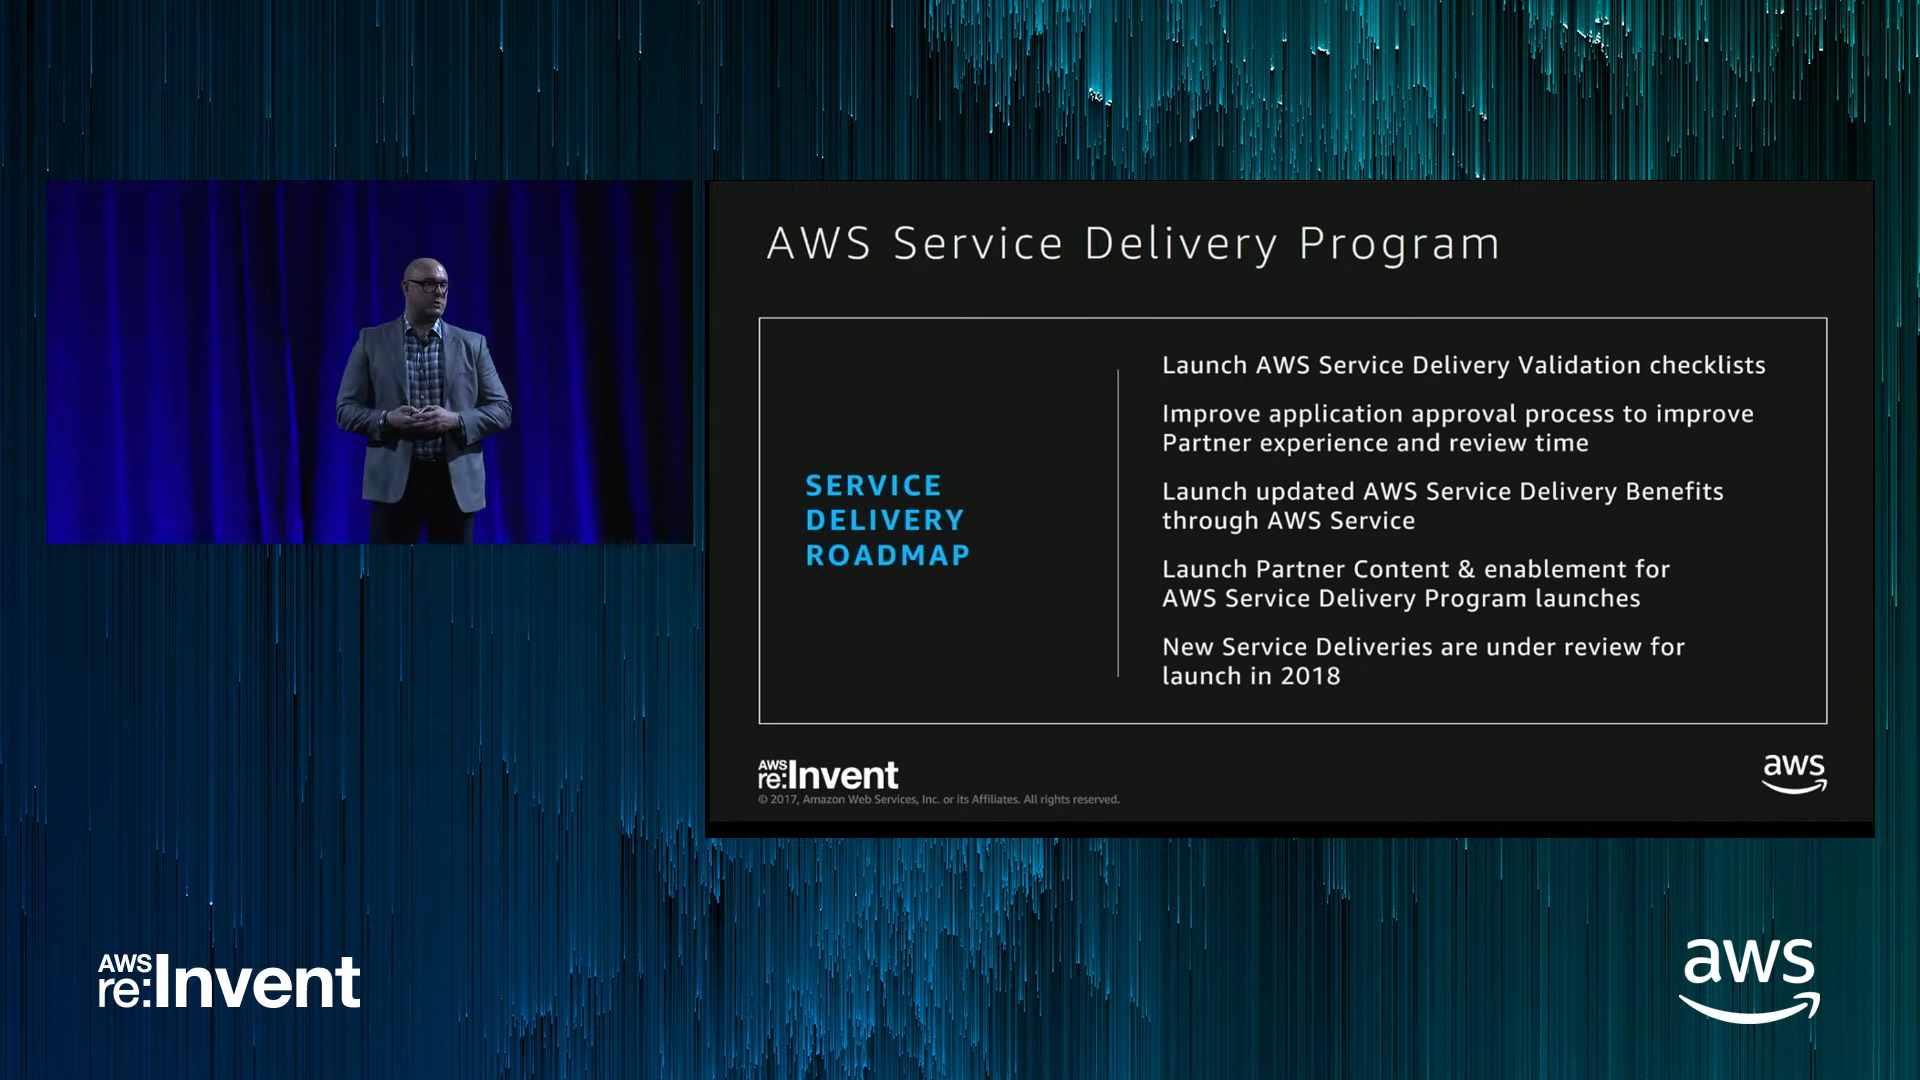 AWS Service Delivery Program
SERVICE
DELIVERY
ROADMAP
Launch AWS Service Delivery Validation checklists
Improve application approval process to improve
Partner experience and review time
Launch updated AWS Service Delivery Benefits
through AWS Service
Launch Partner Content & enablement for
AWS Service Delivery Program launches
New Service Deliveries are under review for
launch in 2018
AWS
re:Invent
© 2017, Amazon Web Services, Inc. or its Affiliates. All rights reserved.
aws
AWS
re:Invent
aws